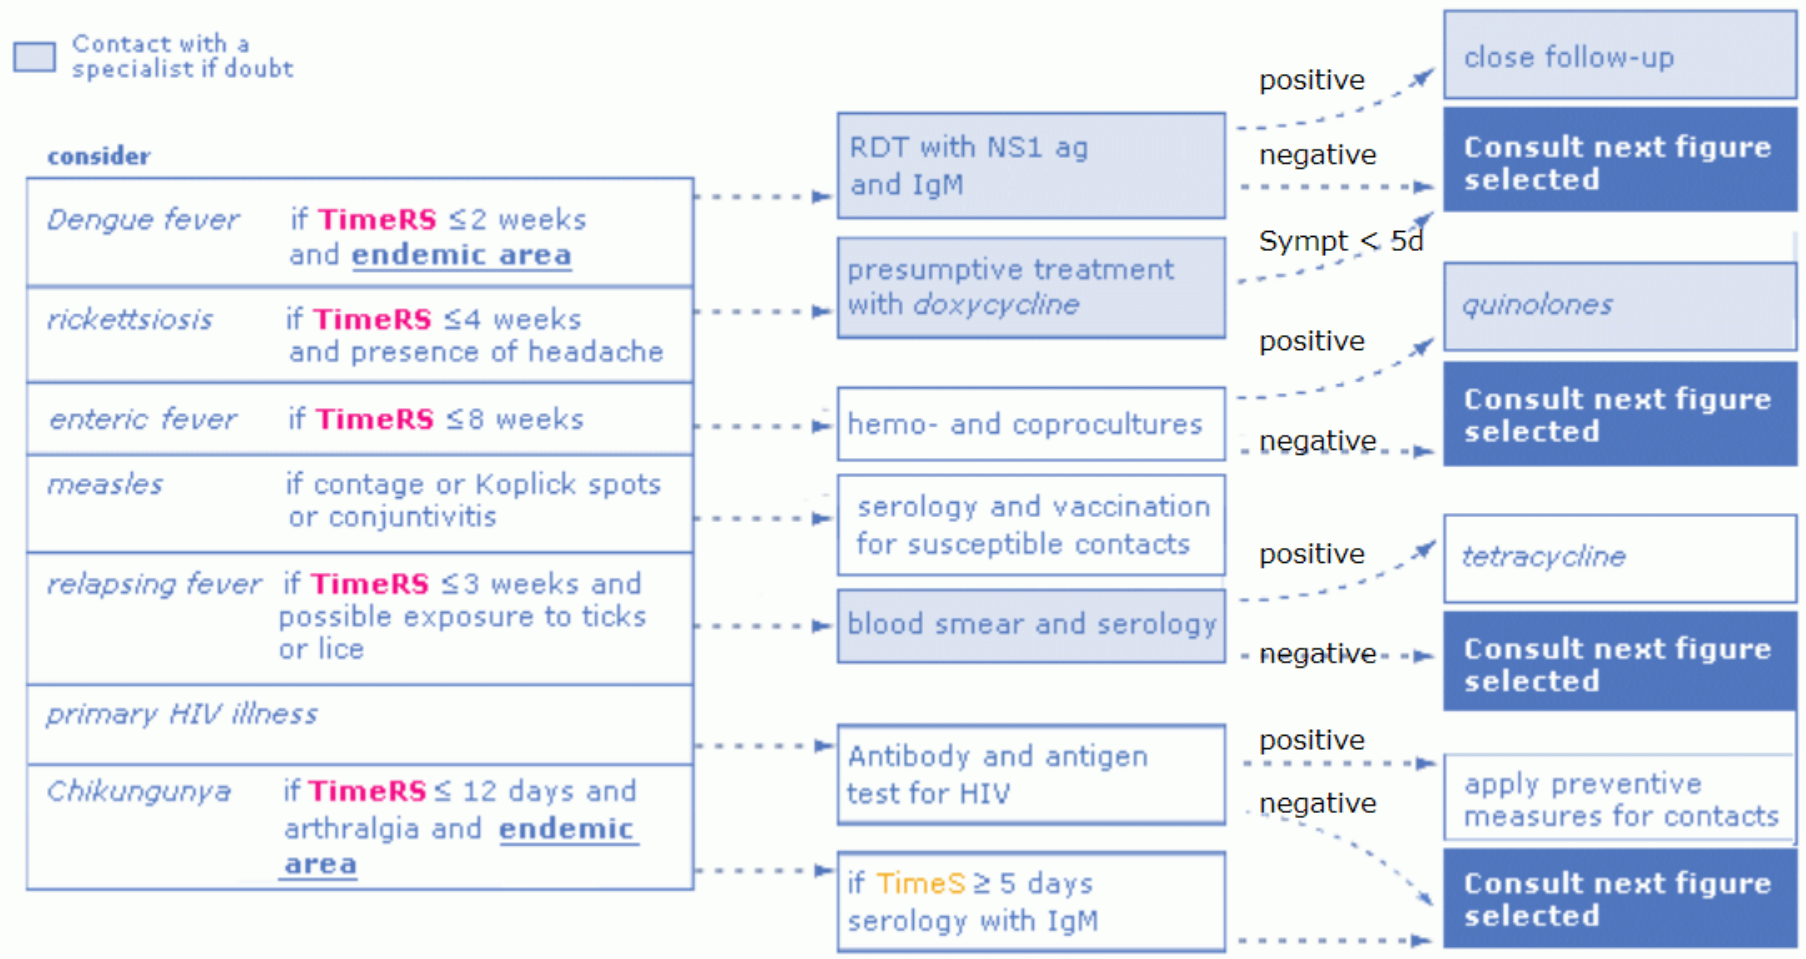 Contact with a
specialist if doubt
consider
Dengue fever if TimeRS ≤2 weeks
and endemic area
rickettsiosis if TimeRS ≤4 weeks
and presence of headache
enteric fever if TimeRS ≤8 weeks
measles if contage or Koplick spots
or conjuntivitis
relapsing fever if TimeRS ≤3 weeks and
possible exposure to ticks
or lice
primary HIV illness
Chikungunya if TimeRS ≤ 12 days and
arthralgia and endemic
area
RDT with NS1 ag
and IgM
presumptive treatment
with doxycycline
hemo- and coprocultures
serology and vaccination
for susceptible contacts
blood smear and serology
Antibody and antigen
test for HIV
if TimeS ≥ 5 days
serology with IgM
positive
negative
Sympt < 5d
positive
negative
positive
negative
positive
negative
close follow-up
Consult next figure
selected
quinolones
Consult next figure
selected
tetracycline
Consult next figure
selected
apply preventive
measures for contacts
Consult next figure
selected